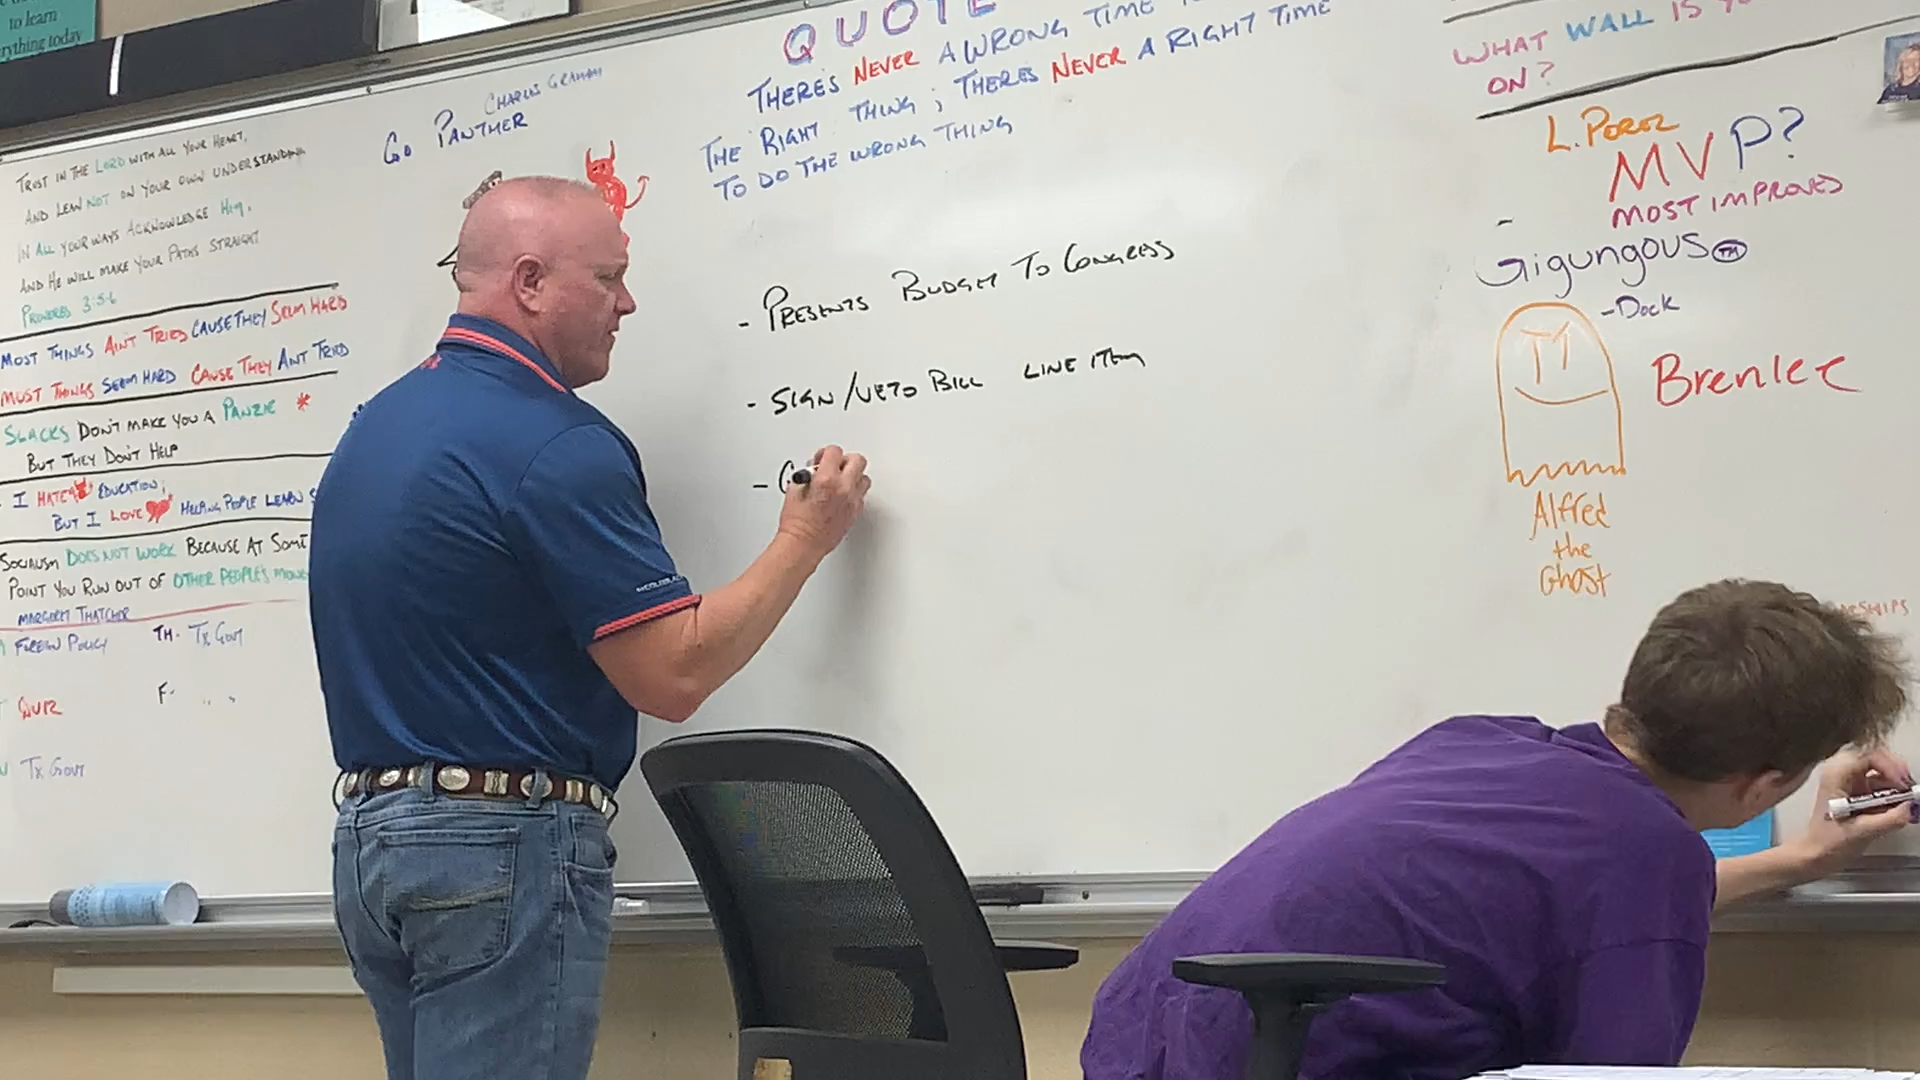 to learn
rything today
TRUST IN THE LORD WITH ALL YOUR HEART,
AND LEAN NOT ON YOUR OWN UNDERSTANDING
IN ALL YOUR WAYS ACKNOWLEDGE HIM,
AND HE WILL MAKE YOUR PATHS STRAIGHT
PROVERBS 3:5-6
MOST THINGS AIN'T TRIED CAUSE THEY SEEM HARD
MOST THINGS SEEM HARD CAUSE THEY AINT TRIED
SLACKS DON'T MAKE YOU A PANZIE *
BUT THEY DON'T HELP
I HATE EDUCATION;
BUT I LOVE HELPING PEOPLE LEARN S
SOCIALISM DOES NOT WORK BECAUSE AT SOME
POINT YOU RUN OUT OF OTHER PEOPLE'S MONE
MARGARET THATCHER
FOREIGN POLICY
TH. TX GOVT
QUIZ
F. " "
TX GOVT
CHARLIS GRAHAM
GO PANTHER
QUOTE
THERE'S NEVER A WRONG TIME
THE RIGHT THING; THERES NEVER A RIGHT TIME
TO DO THE WRONG THING
- PRESENTS BUDGET TO CONGRESS
- SIGN/VETO BILL LINE ITEM
WHAT WALL IS YO
ON?
L. PEREZ
MVP?
MOST IMPROVED
Gigungous TM
-Dock
Brenlee
Alfred
the
Ghost
RSHIPS